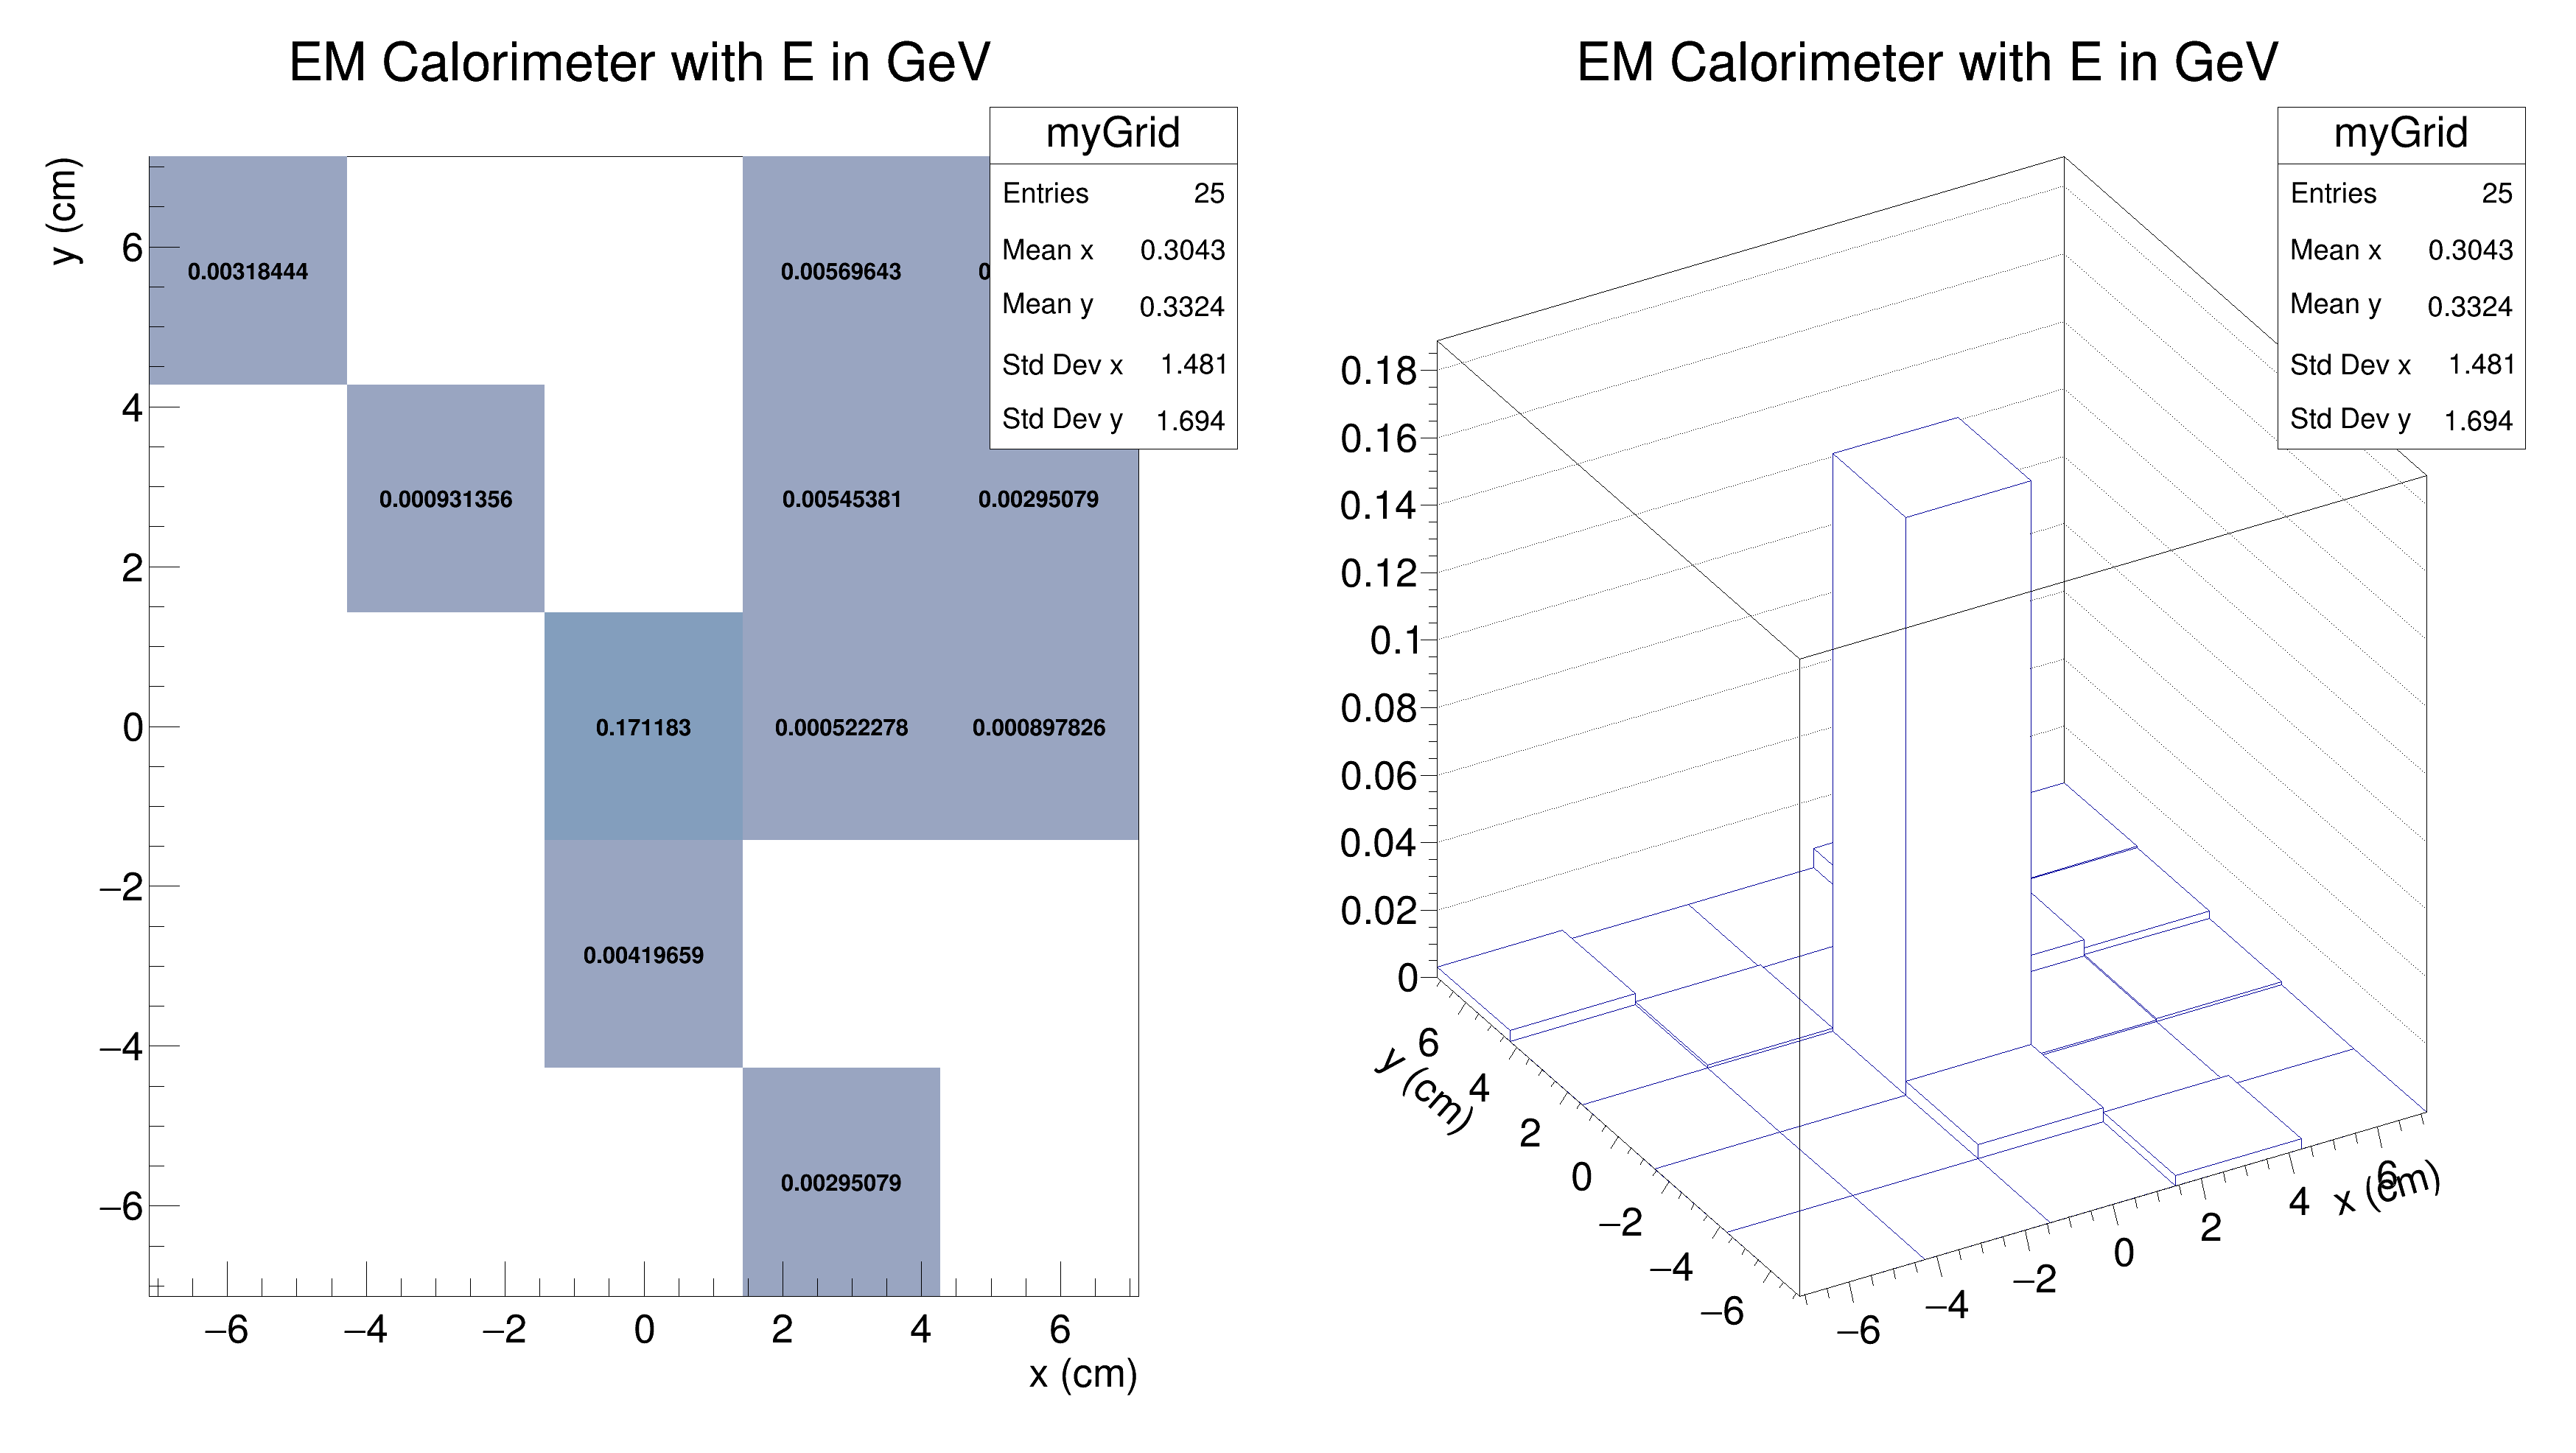 EM Calorimeter with E in GeV
myGrid
Entries 25
Mean x 0.3043
Mean y 0.3324
Std Dev x 1.481
Std Dev y 1.694
y (cm)
6
4
2
0
−2
−4
−6
0.00318444
0.00569643
0
0.000931356
0.00545381
0.00295079
0.171183
0.000522278
0.000897826
0.00419659
0.00295079
−6 −4 −2 0 2 4 6
x (cm)
EM Calorimeter with E in GeV
myGrid
Entries 25
Mean x 0.3043
Mean y 0.3324
Std Dev x 1.481
Std Dev y 1.694
0.18
0.16
0.14
0.12
0.1
0.08
0.06
0.04
0.02
0
6
4
2
0
−2
−4
−6
y (cm)
−6
−4
−2
0
2
4
6
x (cm)